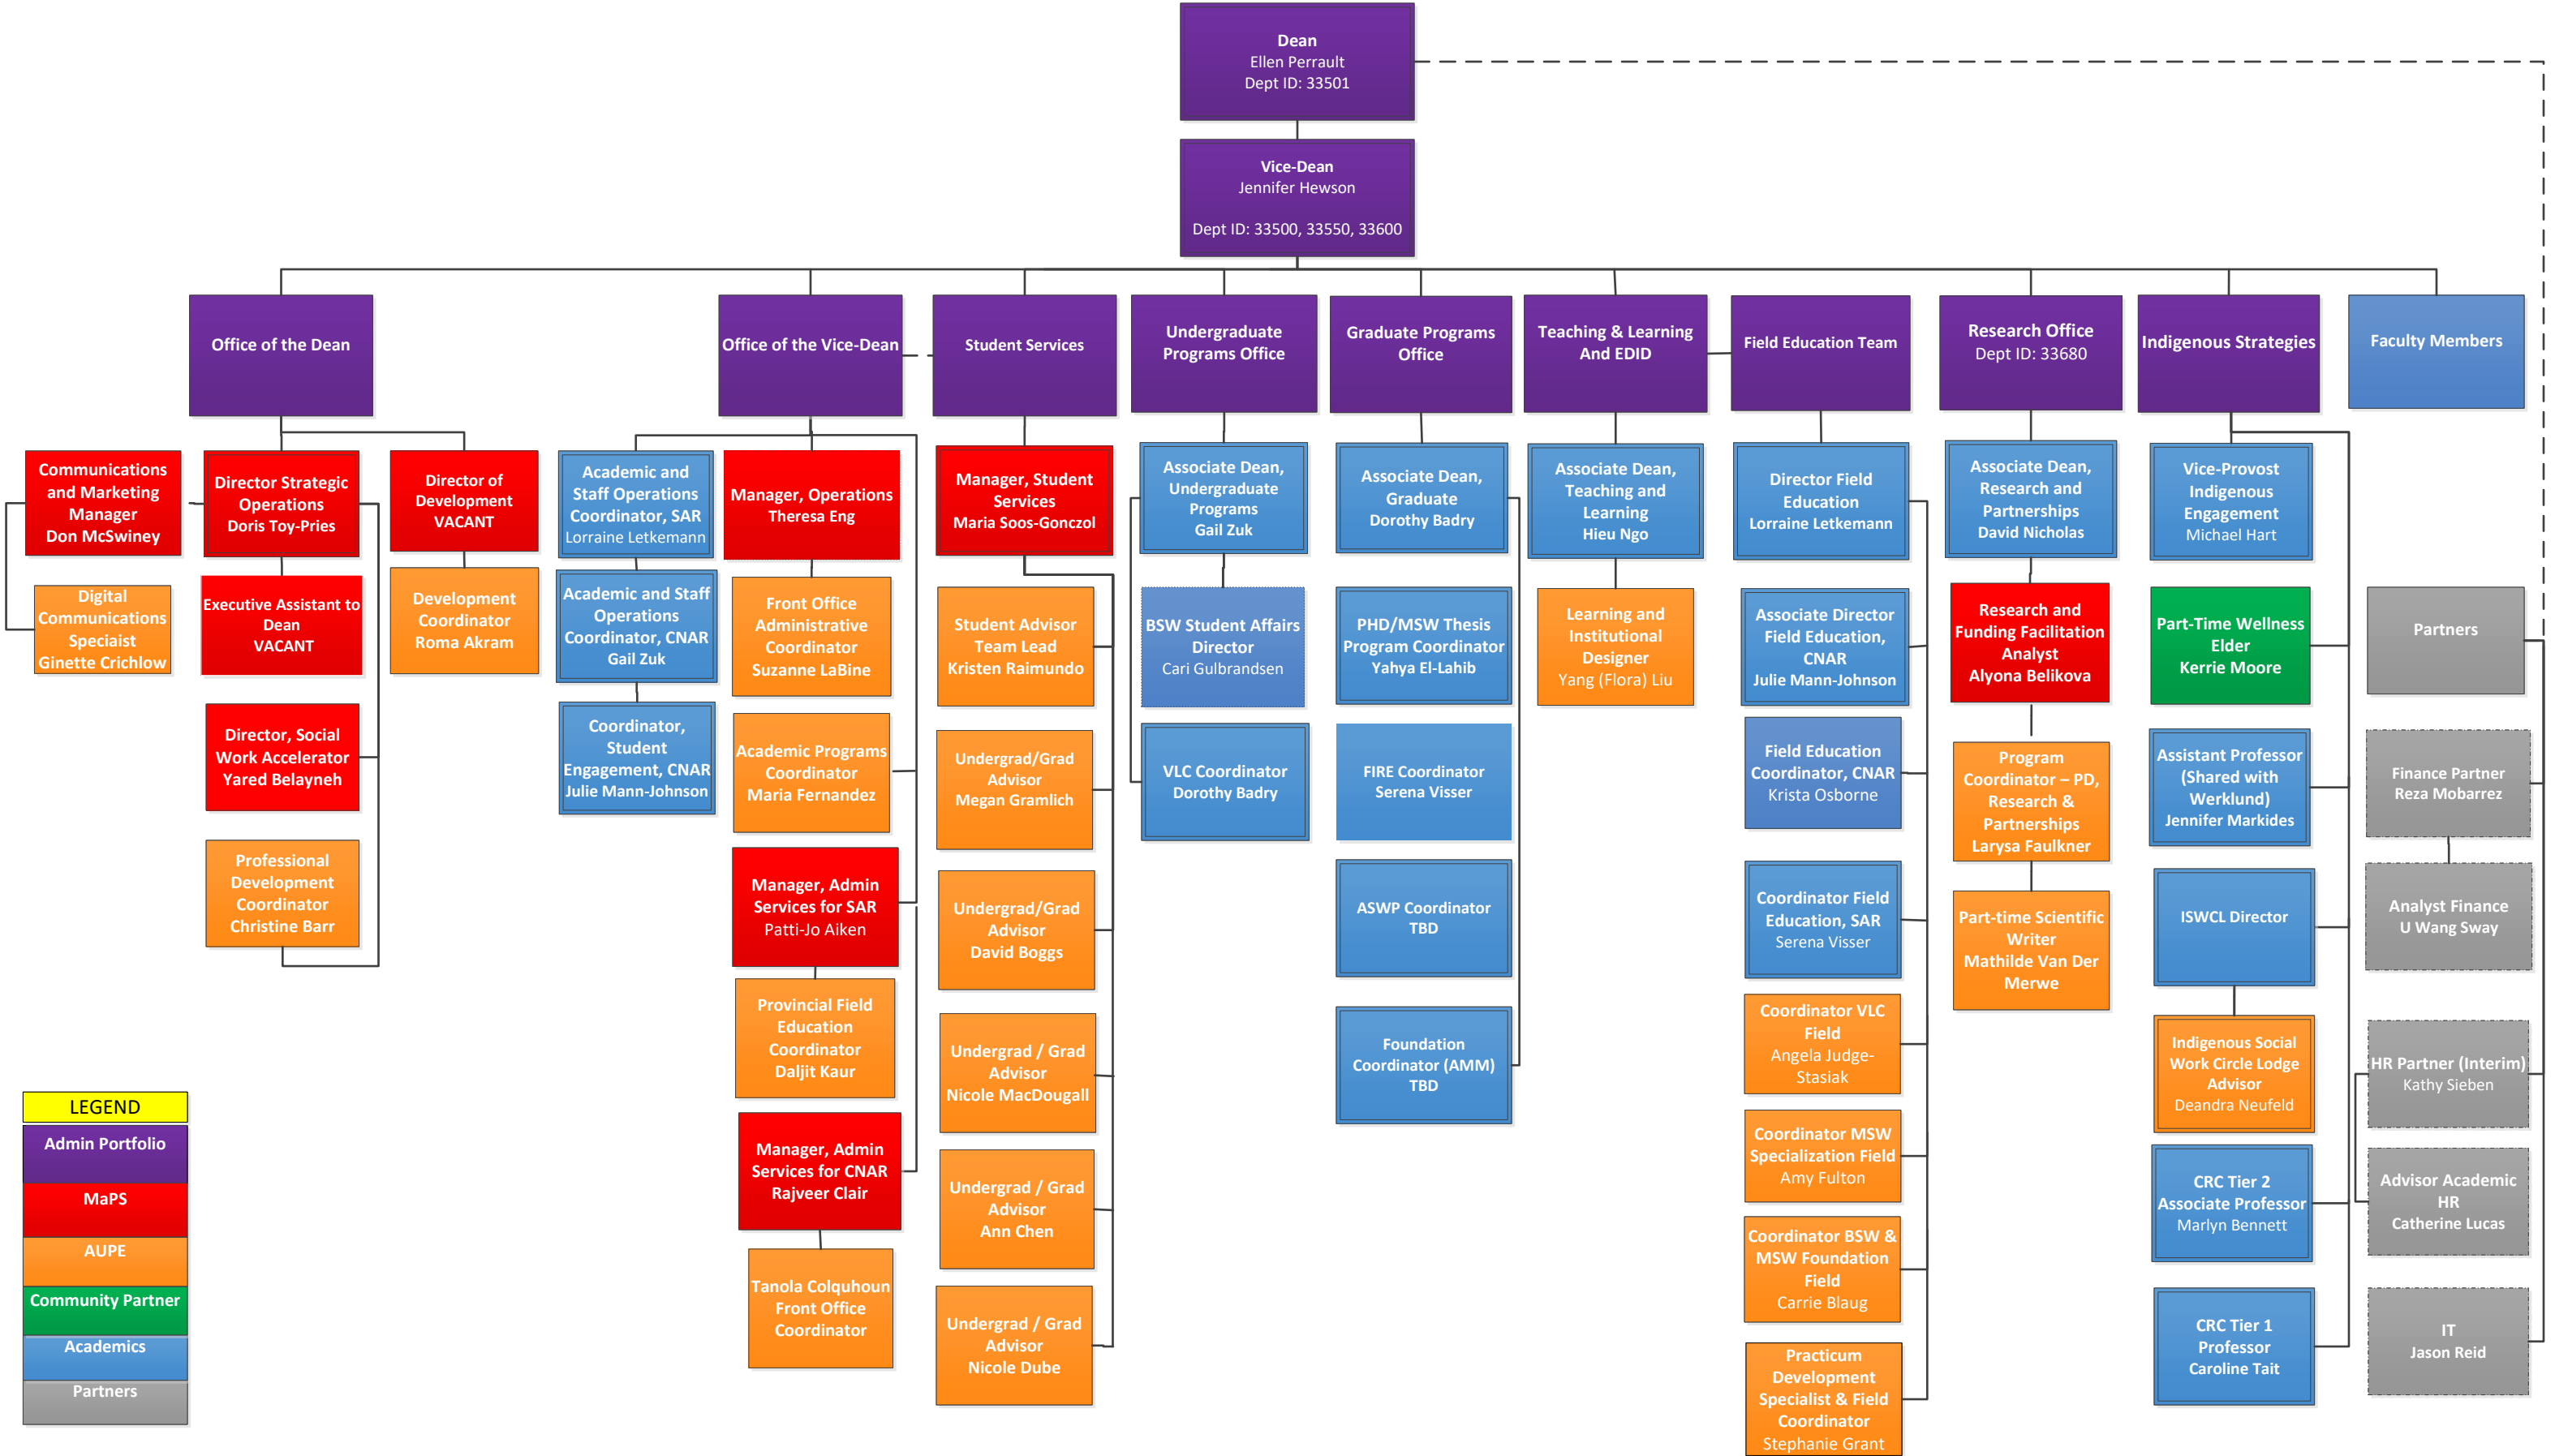 Dean
Ellen Perrault
Dept ID: 33501
Vice-Dean
Jennifer Hewson
Dept ID: 33500, 33550, 33600
Office of the Dean
Office of the Vice-Dean
Student Services
Undergraduate
Programs Office
Graduate Programs
Office
Teaching & Learning
And EDID
Field Education Team
Research Office
Dept ID: 33680
Indigenous Strategies
Faculty Members
Communications
and Marketing
Manager
Don McSwiney
Digital
Communications
Speciaist
Ginette Crichlow
Director Strategic
Operations
Doris Toy-Pries
Executive Assistant to
Dean
VACANT
Director, Social
Work Accelerator
Yared Belayneh
Professional
Development
Coordinator
Christine Barr
Director of
Development
VACANT
Development
Coordinator
Roma Akram
Academic and
Staff Operations
Coordinator, SAR
Lorraine Letkemann
Academic and Staff
Operations
Coordinator, CNAR
Gail Zuk
Coordinator,
Student
Engagement, CNAR
Julie Mann-Johnson
Manager, Operations
Theresa Eng
Front Office
Administrative
Coordinator
Suzanne LaBine
Academic Programs
Coordinator
Maria Fernandez
Manager, Admin
Services for SAR
Patti-Jo Aiken
Provincial Field
Education
Coordinator
Daljit Kaur
Manager, Admin
Services for CNAR
Rajveer Clair
Tanola Colquhoun
Front Office
Coordinator
Manager, Student
Services
Maria Soos-Gonczol
Student Advisor
Team Lead
Kristen Raimundo
Undergrad/Grad
Advisor
Megan Gramlich
Undergrad/Grad
Advisor
David Boggs
Undergrad / Grad
Advisor
Nicole MacDougall
Undergrad / Grad
Advisor
Ann Chen
Undergrad / Grad
Advisor
Nicole Dube
Associate Dean,
Undergraduate
Programs
Gail Zuk
BSW Student Affairs
Director
Cari Gulbrandsen
VLC Coordinator
Dorothy Badry
Associate Dean,
Graduate
Dorothy Badry
PHD/MSW Thesis
Program Coordinator
Yahya El-Lahib
FIRE Coordinator
Serena Visser
ASWP Coordinator
TBD
Foundation
Coordinator (AMM)
TBD
Associate Dean,
Teaching and
Learning
Hieu Ngo
Learning and
Institutional
Designer
Yang (Flora) Liu
Director Field
Education
Lorraine Letkemann
Associate Director
Field Education,
CNAR
Julie Mann-Johnson
Field Education
Coordinator, CNAR
Krista Osborne
Coordinator Field
Education, SAR
Serena Visser
Coordinator VLC
Field
Angela Judge-
Stasiak
Coordinator MSW
Specialization Field
Amy Fulton
Coordinator BSW &
MSW Foundation
Field
Carrie Blaug
Practicum
Development
Specialist & Field
Coordinator
Stephanie Grant
Associate Dean,
Research and
Partnerships
David Nicholas
Research and
Funding Facilitation
Analyst
Alyona Belikova
Program
Coordinator – PD,
Research &
Partnerships
Larysa Faulkner
Part-time Scientific
Writer
Mathilde Van Der
Merwe
Vice-Provost
Indigenous
Engagement
Michael Hart
Part-Time Wellness
Elder
Kerrie Moore
Assistant Professor
(Shared with
Werklund)
Jennifer Markides
ISWCL Director
Indigenous Social
Work Circle Lodge
Advisor
Deandra Neufeld
CRC Tier 2
Associate Professor
Marlyn Bennett
CRC Tier 1
Professor
Caroline Tait
Partners
Finance Partner
Reza Mobarrez
Analyst Finance
U Wang Sway
HR Partner (Interim)
Kathy Sieben
Advisor Academic
HR
Catherine Lucas
IT
Jason Reid
LEGEND
Admin Portfolio
MaPS
AUPE
Community Partner
Academics
Partners